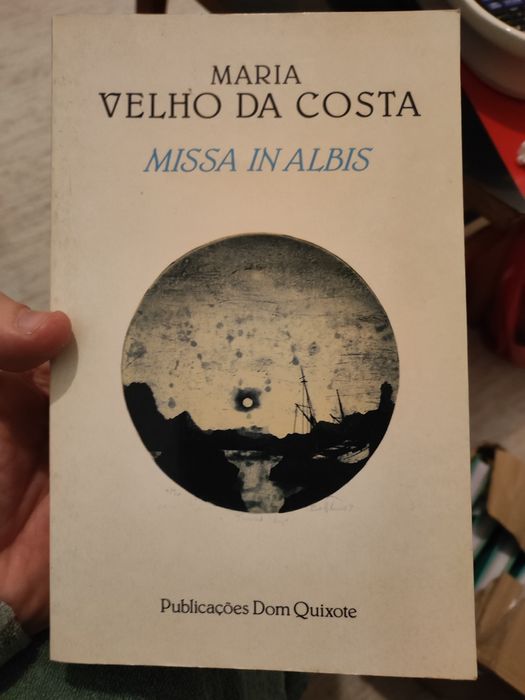 MARIA
VELHO DA COSTA
MISSA IN ALBIS
Publicações Dom Quixote